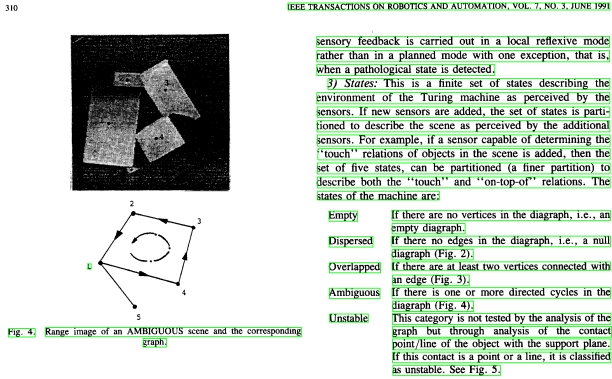 310
IEEE TRANSACTIONS ON ROBOTICS AND AUTOMATION, VOL. 7, NO. 3, JUNE 1991
2
3
1
4
5
Fig. 4. Range image of an AMBIGUOUS scene and the corresponding
graph.
sensory feedback is carried out in a local reflexive mode
rather than in a planned mode with one exception, that is,
when a pathological state is detected.
3) States: This is a finite set of states describing the
environment of the Turing machine as perceived by the
sensors. If new sensors are added, the set of states is parti-
tioned to describe the scene as perceived by the additional
sensors. For example, if a sensor capable of determining the
"touch" relations of objects in the scene is added, then the
set of five states, can be partitioned (a finer partition) to
describe both the "touch" and "on-top-of" relations. The
states of the machine are:
Empty If there are no vertices in the diagram, i.e., an
empty diagram.
Dispersed If there no edges in the diagram, i.e., a null
diagram (Fig. 2).
Overlapped If there are at least two vertices connected with
an edge (Fig. 3).
Ambiguous If there is one or more directed cycles in the
diagram (Fig. 4).
Unstable This category is not tested by the analysis of the
graph but through analysis of the contact
point/line of the object with the support plane.
If this contact is a point or a line, it is classified
as unstable. See Fig. 5.